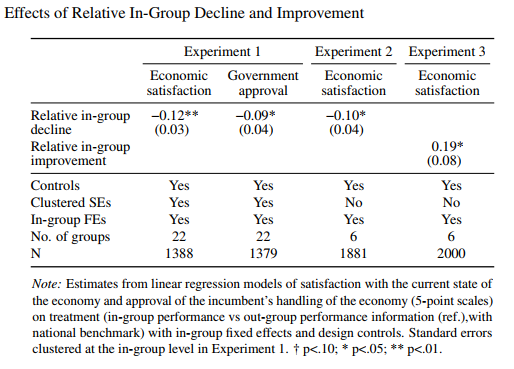 Effects of Relative In-Group Decline and Improvement
Experiment 1 Experiment 2 Experiment 3
Economic Government Economic Economic
satisfaction approval satisfaction satisfaction
Relative in-group −0.12** −0.09* −0.10*
decline (0.03) (0.04) (0.04)
Relative in-group 0.19*
improvement (0.08)
Controls Yes Yes Yes Yes
Clustered SEs Yes Yes No No
In-group FEs Yes Yes Yes Yes
No. of groups 22 22 6 6
N 1388 1379 1881 2000
Note: Estimates from linear regression models of satisfaction with the current state of
the economy and approval of the incumbent's handling of the economy (5-point scales)
on treatment (in-group performance vs out-group performance information (ref.),with
national benchmark) with in-group fixed effects and design controls. Standard errors
clustered at the in-group level in Experiment 1. † p<.10; * p<.05; ** p<.01.